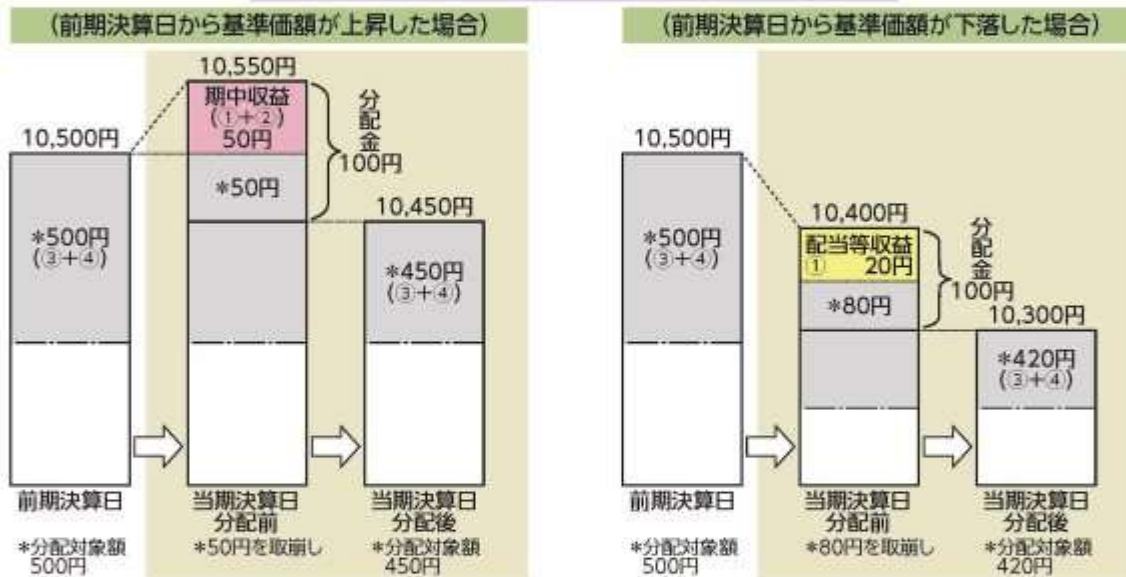 (前期決算日から基準価額が上昇した場合)
10,550円
期中収益
(①+②)
50円
分配金
100円
10,500円
*50円
10,450円
*500円
(③+④)
*450円
(③+④)
前期決算日
当期決算日
分配前
当期決算日
分配後
*分配対象額
500円
*50円を取崩し
*分配対象額
450円
(前期決算日から基準価額が下落した場合)
10,500円
10,400円
配当等収益
① 20円
分配金
100円
*500円
(③+④)
*80円
10,300円
*420円
(③+④)
前期決算日
当期決算日
分配前
当期決算日
分配後
*分配対象額
500円
*80円を取崩し
*分配対象額
420円